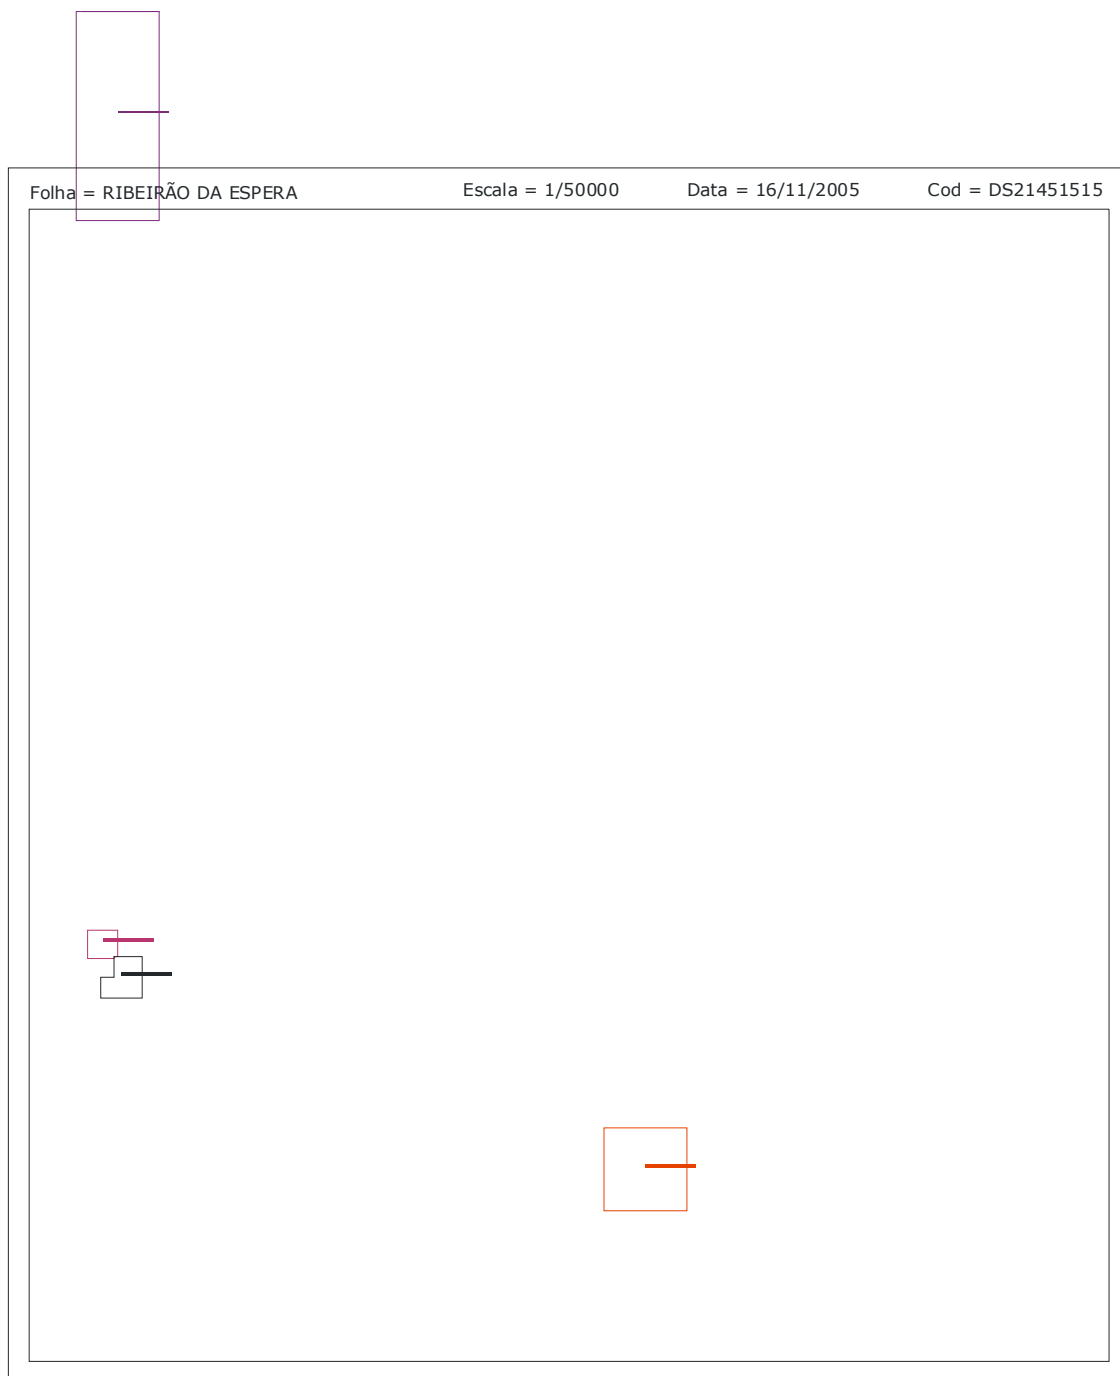 Folha = RIBEIRÃO DA ESPERA Escala = 1/50000 Data = 16/11/2005 Cod = DS21451515